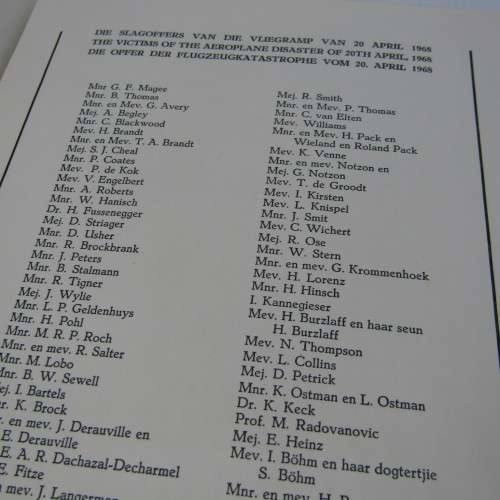 DIE SLAGOFFERS VAN DIE VLIEGRAMP VAN 20 APRIL 1968
THE VICTIMS OF THE AEROPLANE DISASTER OF 20TH APRIL, 1968
DIE OPFER DER FLUGZEUGKATASTROPHE VOM 20. APRIL 1968
Mnr G. F. Magee
Mnr. B. Thomas
Mnr. en Mev. G. Avery
Mej. A. Begley
Mnr. C. Blackwood
Mev. H. Brandt
Mnr. en Mev. T. A. Brandt
Mej. S. J. Cheal
Mnr. P. Coates
Mev. P. de Kok
Mev. V. Engelbert
Mnr. A. Roberts
Mnr. W. Hanisch
Dr. H. Fussenegger
Mej. D. Striager
Mnr. D. Usher
Mnr. R. Brockbrank
Mnr. J. Peters
Mnr. B. Stalmann
Mnr. R. Tigner
Mej. J. Wylie
Mnr. L. P. Geldenhuys
Mnr. H. Pohl
Mnr. M. R. P. Roch
Mnr. en mev. R. Salter
Mnr. M. Lobo
Mnr. B. W. Sewell
Mej. I. Bartels
Mnr. K. Brock
en mev. J. Derauville en
E. Derauville
E. A. R. Dachazal-Decharmel
E. Fitze
en mev. J. Langerman
Mej. R. Smith
Mnr. en Mev. P. Thomas
Mnr. C. van Elten
Mev. Williams
Mnr. en Mev. H. Pack en
Wieland en Roland Pack
Mev. K. Venne
Mnr. en mev. Notzon en
Mej. G. Notzon
Mev. T. de Groodt
Mev. I. Kirsten
Mev. L. Knispel
Mnr. J. Smit
Mev. C. Wichert
Mej. R. Ose
Mnr. W. Stern
Mnr. en mev. G. Krommenhoek
Mev. H. Lorenz
Mnr. H. Hinsch
I. Kannegieser
Mev. H. Burzlaff en haar seun
H. Burzlaff
Mev. N. Thompson
Mev. L. Collins
Mej. D. Petrick
Mnr. K. Ostman en L. Ostman
Dr. K. Keck
Prof. M. Radovanovic
Mej. E. Heinz
Mev. I. Böhm en haar dogtertjie
S. Böhm
Mnr. en mev. H.